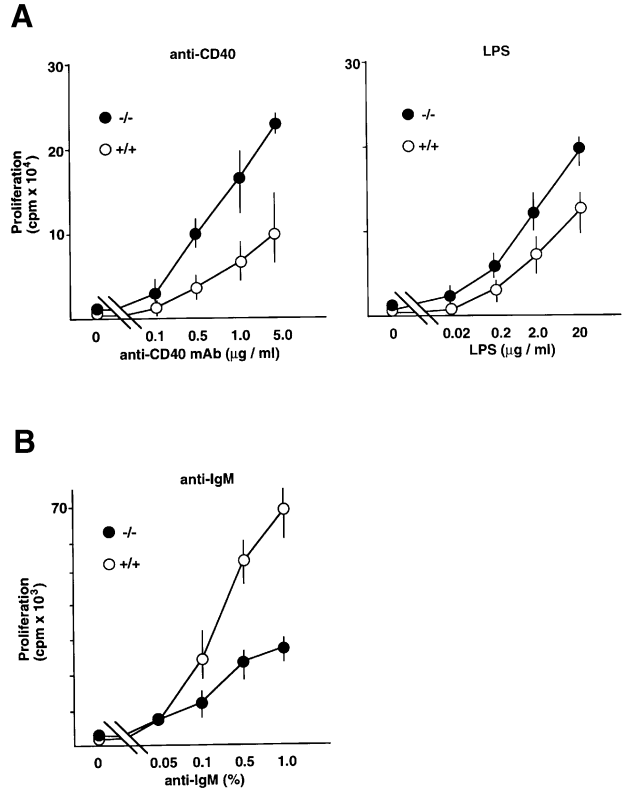 A
anti-CD40
30
20
10
-/-
+/+
Proliferation
(cpm x 10⁴)
0 0.1 0.5 1.0 5.0
anti-CD40 mAb (μg / ml)
LPS
30
-/-
+/+
0 0.02 0.2 2.0 20
LPS (μg / ml)
B
anti-IgM
70
-/-
+/+
Proliferation
(cpm x 10³)
0 0.05 0.1 0.5 1.0
anti-IgM (%)